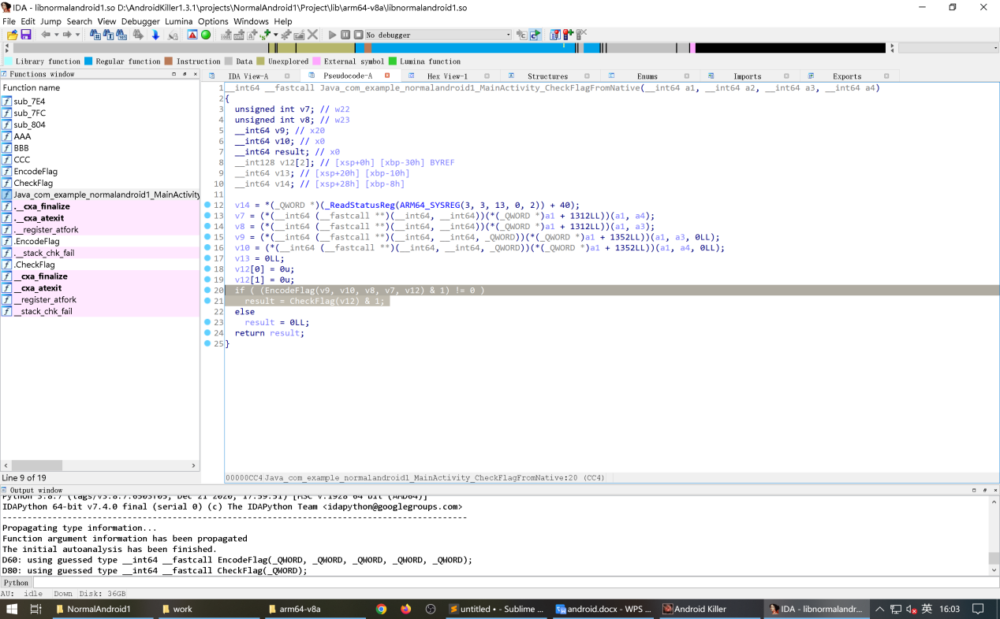 IDA - libnormalandroid1.so D:\AndroidKiller1.3.1\projects\NormalAndroid1\Project\lib\arm64-v8a\libnormalandroid1.so
File Edit Jump Search View Debugger Lumina Options Windows Help
No debugger
Library function Regular function Instruction Data Unexplored External symbol Lumina function
Functions window
IDA View-A Pseudocode-A Hex View-1 Structures Enums Imports Exports
Function name
f sub_7E4
f sub_7FC
f sub_804
f AAA
f BBB
f CCC
f EncodeFlag
f CheckFlag
f Java_com_example_normalandroid1_MainActivity
f .__cxa_finalize
f .__cxa_atexit
f .__register_atfork
f .EncodeFlag
f .__stack_chk_fail
f .CheckFlag
f __cxa_finalize
f __cxa_atexit
f __register_atfork
f __stack_chk_fail
Line 9 of 19
1 __int64 __fastcall Java_com_example_normalandroid1_MainActivity_CheckFlagFromNative(__int64 a1, __int64 a2, __int64 a3, __int64 a4)
2 {
3 unsigned int v7; // w22
4 unsigned int v8; // w23
5 __int64 v9; // x20
6 __int64 v10; // x0
7 __int64 result; // x0
8 __int128 v12[2]; // [xsp+0h] [xbp-30h] BYREF
9 __int64 v13; // [xsp+20h] [xbp-10h]
10 __int64 v14; // [xsp+28h] [xbp-8h]
11
12 v14 = *(_QWORD *)(_ReadStatusReg(ARM64_SYSREG(3, 3, 13, 0, 2)) + 40);
13 v7 = (*(__int64 (__fastcall **)(__int64, __int64))(*(_QWORD *)a1 + 1312LL))(a1, a4);
14 v8 = (*(__int64 (__fastcall **)(__int64, __int64))(*(_QWORD *)a1 + 1312LL))(a1, a3);
15 v9 = (*(__int64 (__fastcall **)(__int64, __int64, _QWORD))(*(_QWORD *)a1 + 1352LL))(a1, a3, 0LL);
16 v10 = (*(__int64 (__fastcall **)(__int64, __int64, _QWORD))(*(_QWORD *)a1 + 1352LL))(a1, a4, 0LL);
17 v13 = 0LL;
18 v12[0] = 0u;
19 v12[1] = 0u;
20 if ( (EncodeFlag(v9, v10, v8, v7, v12) & 1) != 0 )
21 result = CheckFlag(v12) & 1;
22 else
23 result = 0LL;
24 return result;
25 }
00000CC4 Java_com_example_normalandroid1_MainActivity_CheckFlagFromNative:20 (CC4)
Output window
Python 3.8.7 (tags/v3.8.7:6503f05, Dec 21 2020, 17:59:51) [MSC v.1928 64 bit (AMD64)]
IDAPython 64-bit v7.4.0 final (serial 0) (c) The IDAPython Team <idapython@googlegroups.com>
Propagating type information...
Function argument information has been propagated
The initial autoanalysis has been finished.
D60: using guessed type __int64 __fastcall EncodeFlag(_QWORD, _QWORD, _QWORD, _QWORD, _QWORD);
D80: using guessed type __int64 __fastcall CheckFlag(_QWORD);
Python
AU: idle Down Disk: 36GB
NormalAndroid1 work arm64-v8a untitled • - Sublime ... android.docx - WPS ... Android Killer IDA - libnormalandr... 英 16:03